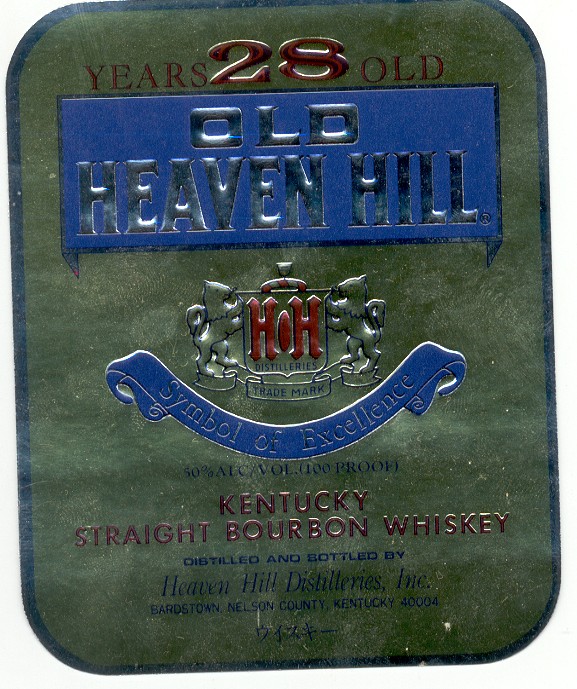 YEARS 28 OLD
OLD
HEAVEN HILL®
H H
DISTILLERIES
TRADE MARK
Symbol of Excellence
50% ALC/VOL. (100 PROOF)
KENTUCKY
STRAIGHT BOURBON WHISKEY
DISTILLED AND BOTTLED BY
Heaven Hill Distilleries, Inc.
BARDSTOWN, NELSON COUNTY, KENTUCKY 40004
ウイスキー